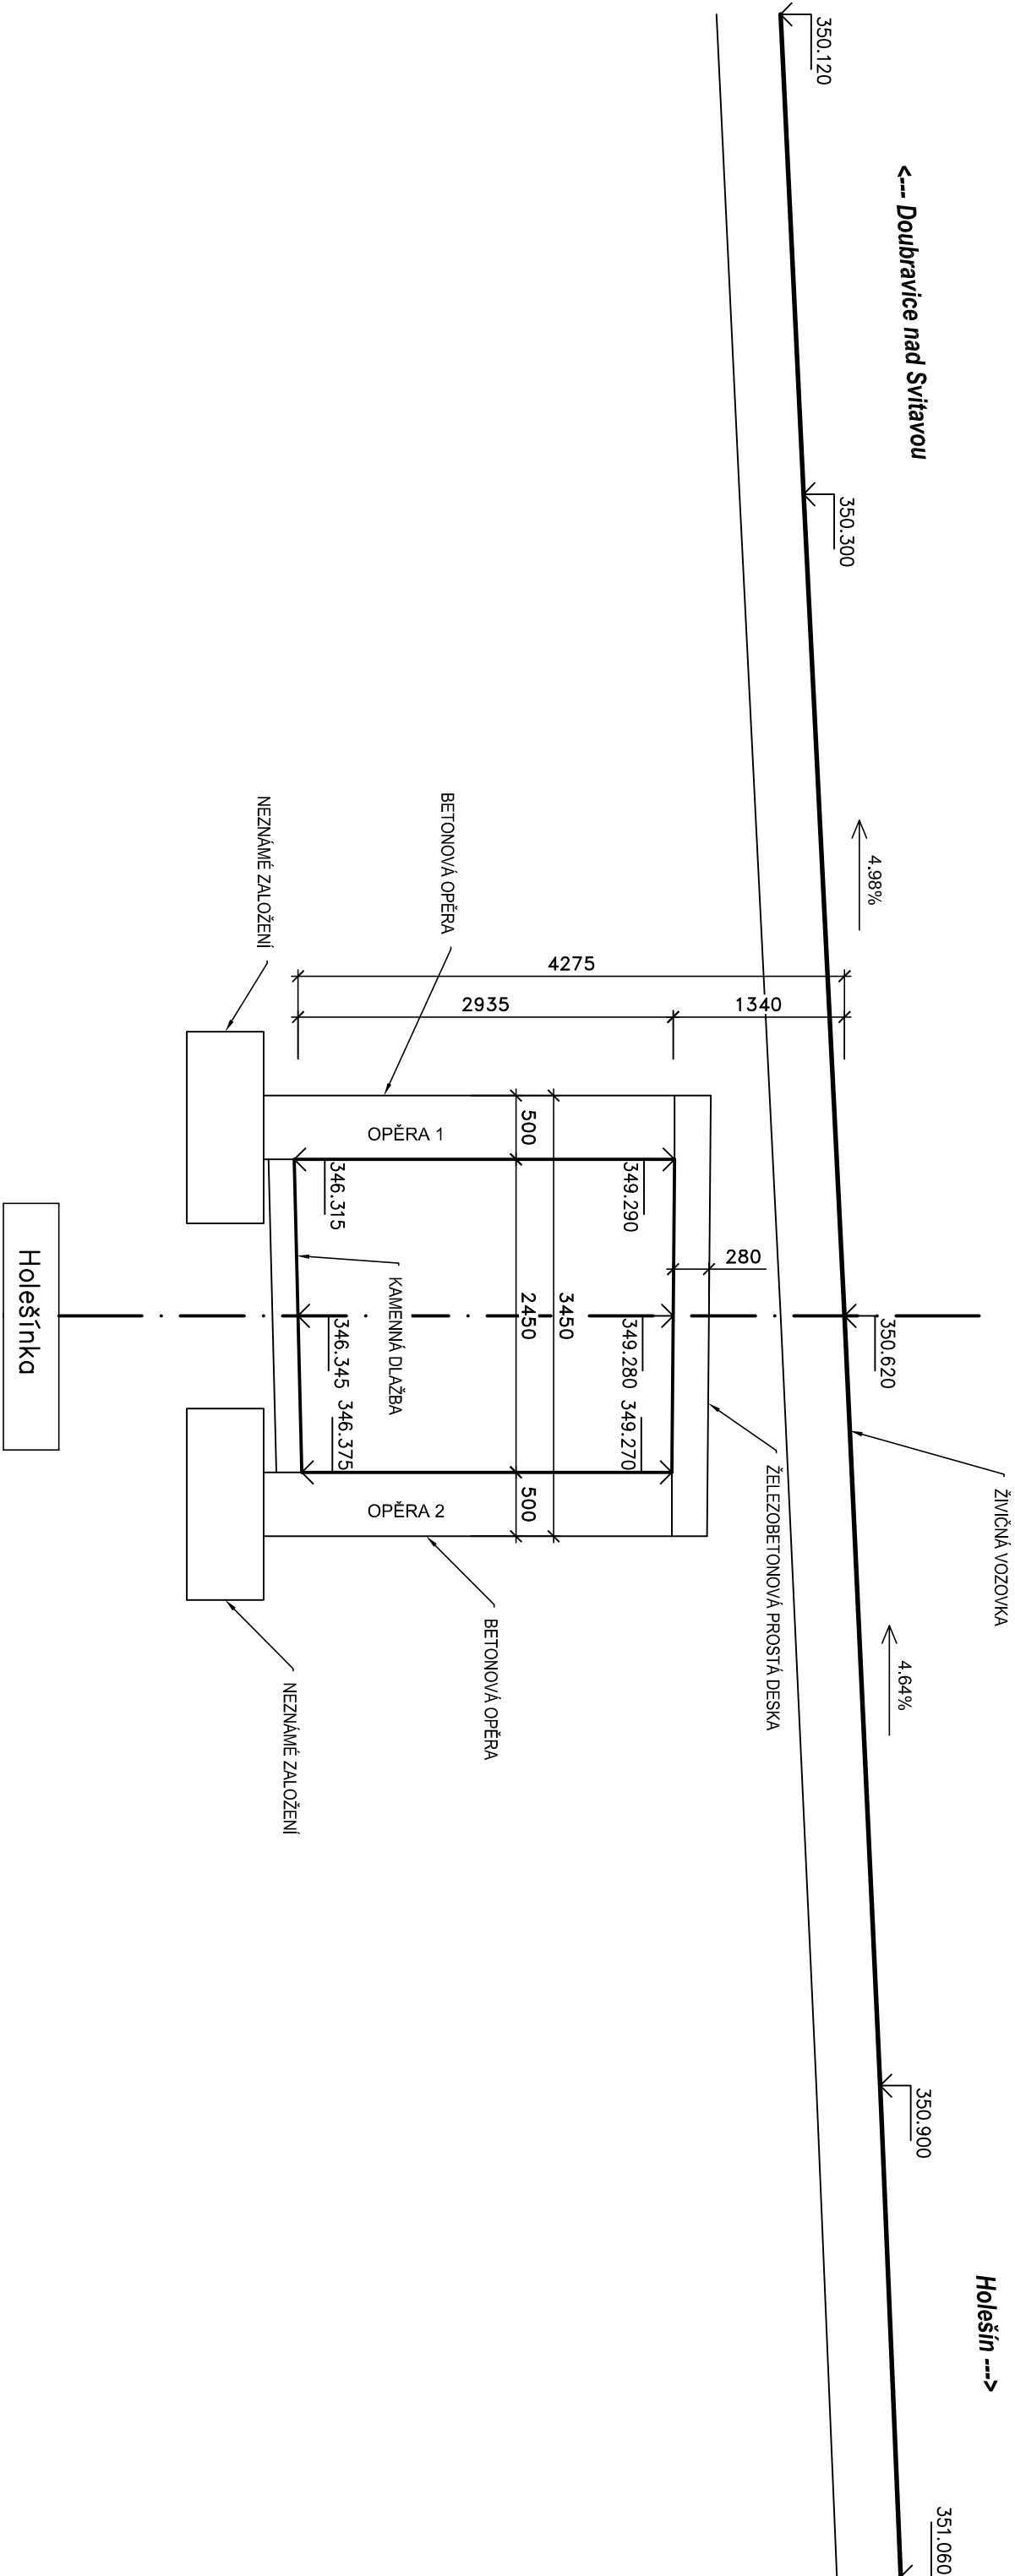 <--- Doubravice nad Svitavou
Holešín --->
350.120
350.300
350.620
350.900
351.060
4.98%
4.64%
ŽIVIČNÁ VOZOVKA
ŽELEZOBETONOVÁ PROSTÁ DESKA
4275
2935
1340
280
349.290
349.280
349.270
3450
500
2450
500
BETONOVÁ OPĚRA
BETONOVÁ OPĚRA
OPĚRA 1
OPĚRA 2
KAMENNÁ DLAŽBA
346.315
346.345
346.375
NEZNÁMÉ ZALOŽENÍ
NEZNÁMÉ ZALOŽENÍ
Holešínka